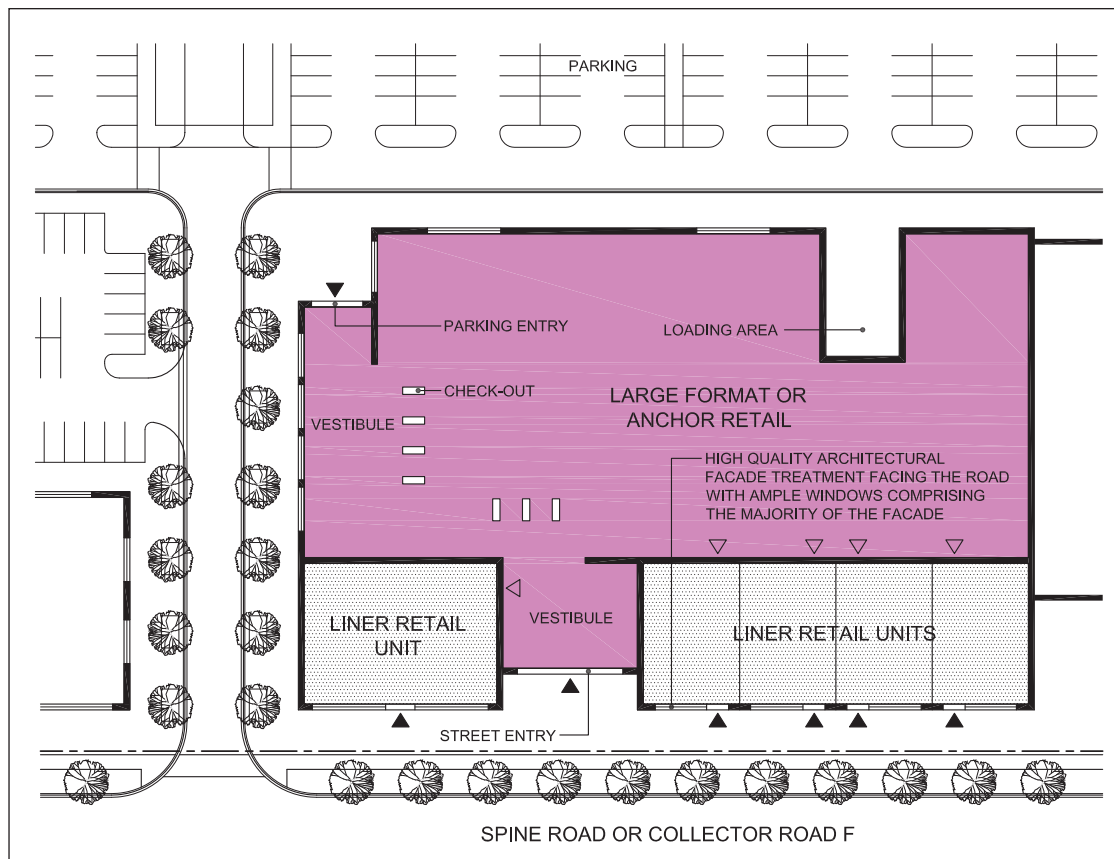 PARKING
PARKING ENTRY
LOADING AREA
CHECK-OUT
LARGE FORMAT OR
ANCHOR RETAIL
VESTIBULE
HIGH QUALITY ARCHITECTURAL
FACADE TREATMENT FACING THE ROAD
WITH AMPLE WINDOWS COMPRISING
THE MAJORITY OF THE FACADE
LINER RETAIL
UNIT
VESTIBULE
LINER RETAIL UNITS
STREET ENTRY
SPINE ROAD OR COLLECTOR ROAD F